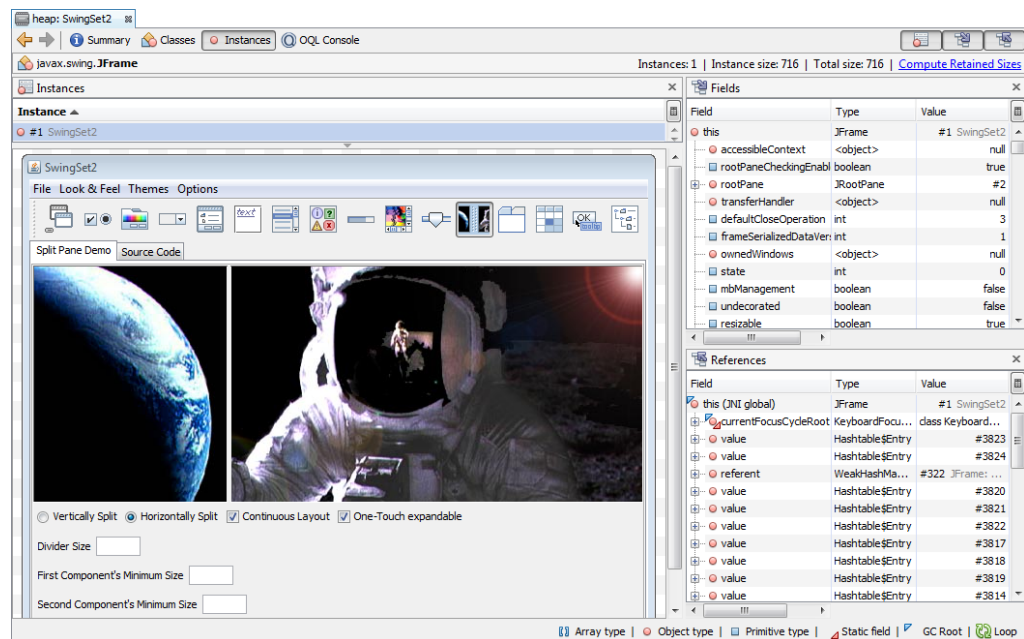 heap: SwingSet2
Summary Classes Instances OQL Console
javax.swing.JFrame Instances: 1 | Instance size: 716 | Total size: 716 | Compute Retained Sizes
Instances
Instance
#1 SwingSet2
SwingSet2
File Look & Feel Themes Options
text
OK
Split Pane Demo Source Code
Vertically Split Horizontally Split Continuous Layout One-Touch expandable
Divider Size
First Component's Minimum Size
Second Component's Minimum Size
Fields
Field Type Value
this JFrame #1 SwingSet2
accessibleContext <object> null
rootPaneCheckingEnabl boolean true
rootPane JRootPane #2
transferHandler <object> null
defaultCloseOperation int 3
frameSerializedDataVers int 1
ownedWindows <object> null
state int 0
mbManagement boolean false
undecorated boolean false
resizable boolean true
References
Field Type Value
this (JNI global) JFrame #1 SwingSet2
currentFocusCycleRoot KeyboardFocu... class Keyboard...
value Hashtable$Entry #3823
value Hashtable$Entry #3824
referent WeakHashMa... #322 JFrame: ...
value Hashtable$Entry #3820
value Hashtable$Entry #3821
value Hashtable$Entry #3822
value Hashtable$Entry #3817
value Hashtable$Entry #3818
value Hashtable$Entry #3819
value Hashtable$Entry #3814
Array type | Object type | Primitive type | Static field | GC Root | Loop